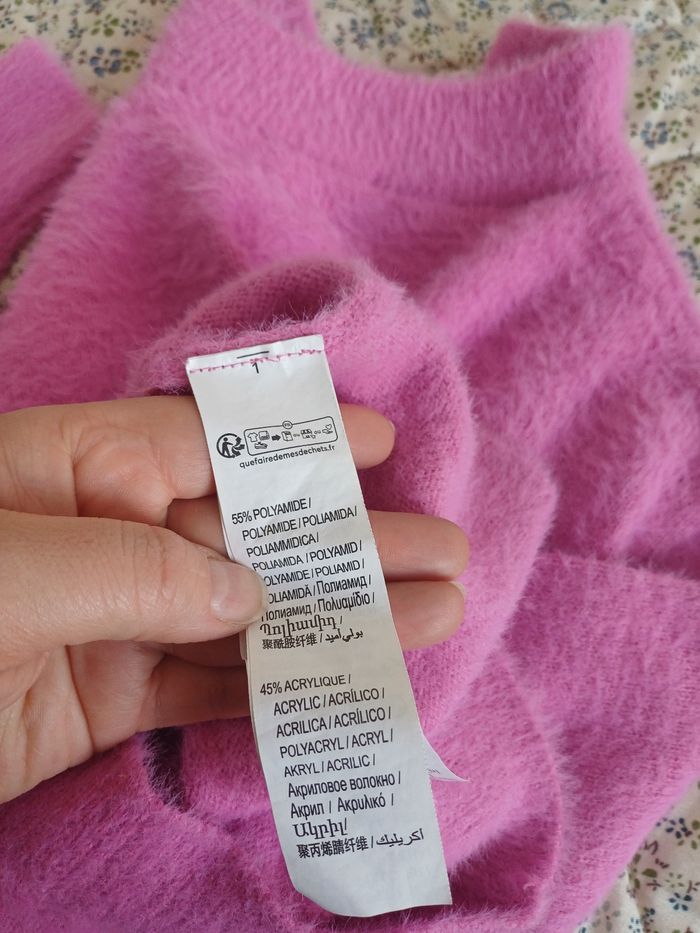 1
FR
quefairedemesdechets.fr
55% POLYAMIDE /
POLYAMIDE / POLIAMIDA /
POLIAMMIDICA /
POLIAMIDA / POLYAMID /
POLYAMIDE / POLIAMID /
POLIAMIDĂ / Полиамид /
Полиамид / Πολυαμίδιο /
Պոլիամիդ /
聚酰胺纤维 / بولي أميد
45% ACRYLIQUE /
ACRYLIC / ACRÍLICO /
ACRILICA / ACRÍLICO /
POLYACRYL / ACRYL /
AKRYL / ACRILIC /
Акриловое волокно /
Акрил / Ακρυλικό /
Ակրիլ/
聚丙烯腈纤维 / اكريليك